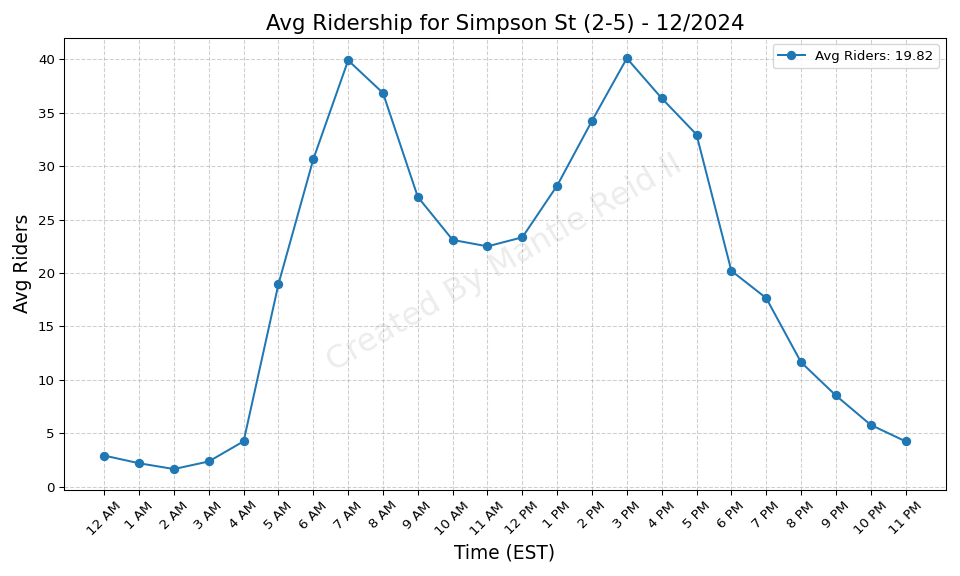 Avg Ridership for Simpson St (2-5) - 12/2024
Avg Riders: 19.82
Avg Riders
40
35
30
25
20
15
10
5
0
Created By Mantle Reid II
12 AM 1 AM 2 AM 3 AM 4 AM 5 AM 6 AM 7 AM 8 AM 9 AM 10 AM 11 AM 12 PM 1 PM 2 PM 3 PM 4 PM 5 PM 6 PM 7 PM 8 PM 9 PM 10 PM 11 PM
Time (EST)